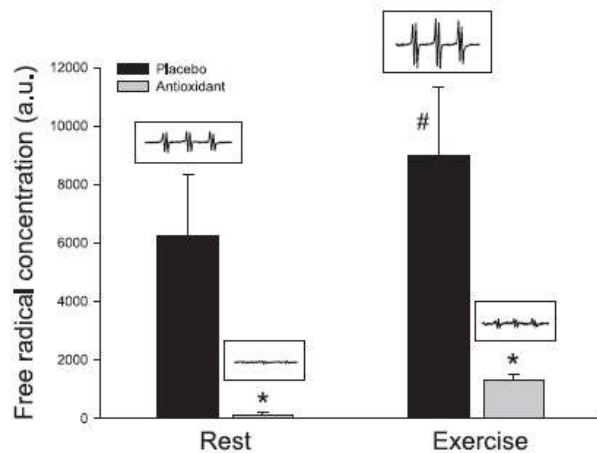 Free radical concentration (a.u.)
12000
10000
8000
6000
4000
2000
0
Placebo
Antioxidant
#
*
*
Rest
Exercise